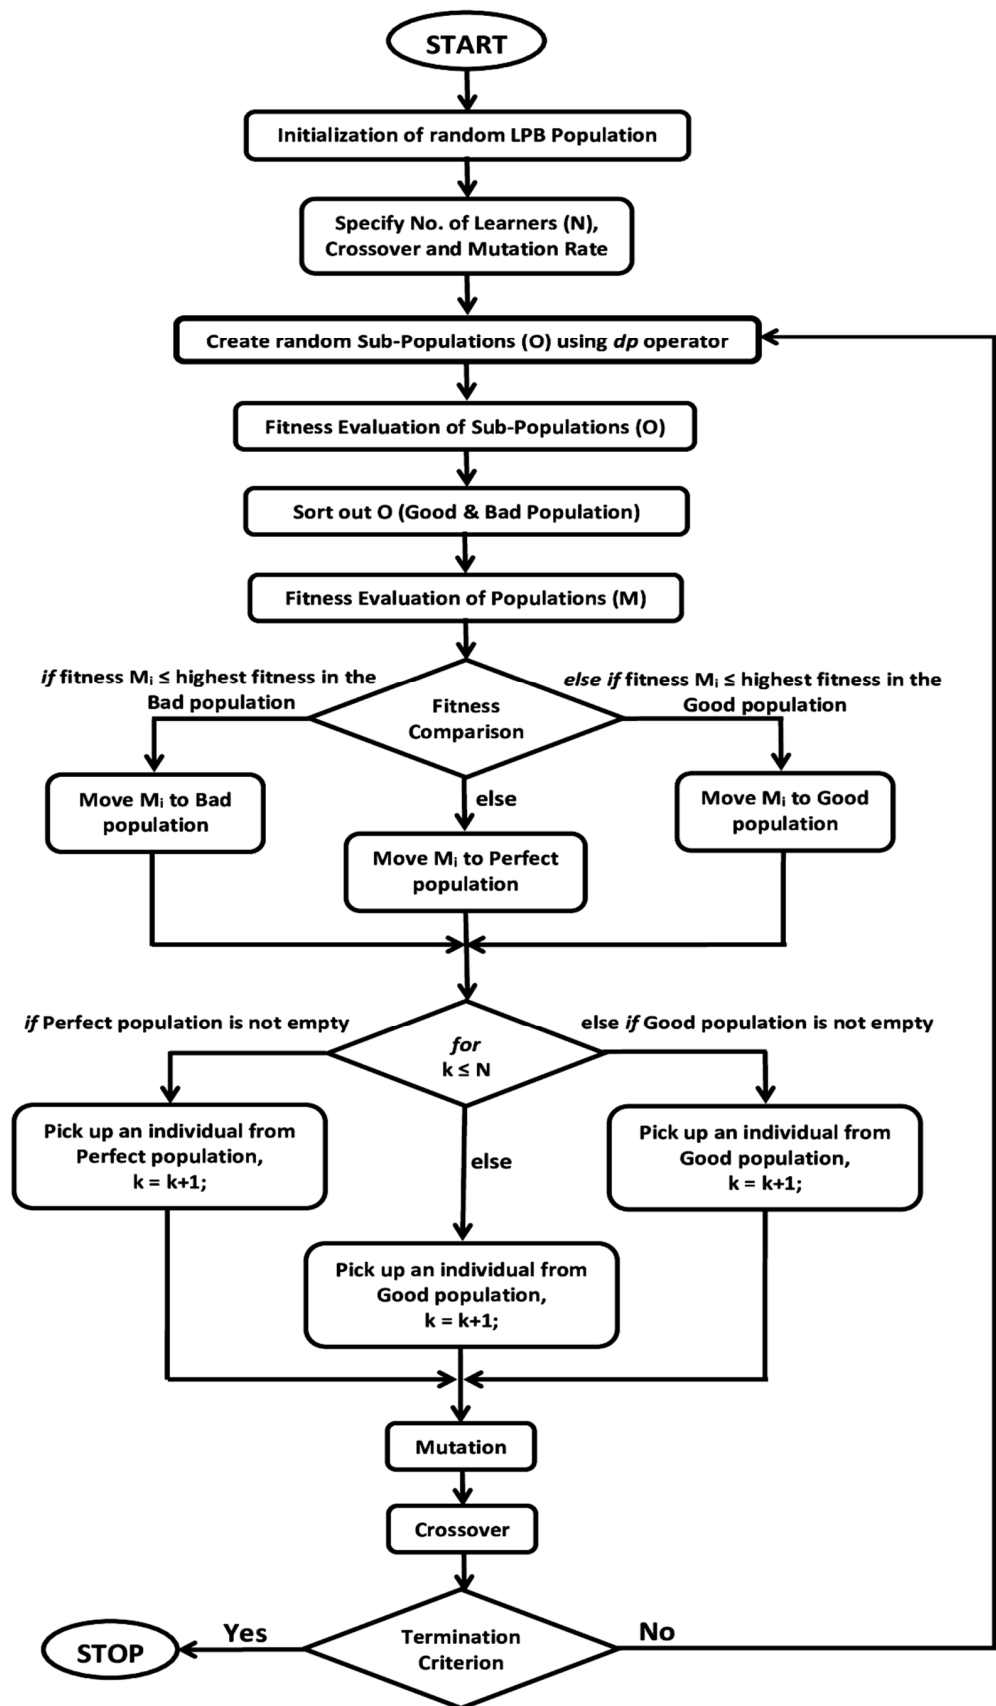 START
Initialization of random LPB Population
Specify No. of Learners (N),
Crossover and Mutation Rate
Create random Sub-Populations (O) using dp operator
Fitness Evaluation of Sub-Populations (O)
Sort out O (Good & Bad Population)
Fitness Evaluation of Populations (M)
if fitness Mᵢ ≤ highest fitness in the
Bad population
Fitness
Comparison
else if fitness Mᵢ ≤ highest fitness in the
Good population
Move Mᵢ to Bad
population
else
Move Mᵢ to Perfect
population
Move Mᵢ to Good
population
if Perfect population is not empty
for
k ≤ N
else if Good population is not empty
Pick up an individual from
Perfect population,
k = k+1;
else
Pick up an individual from
Good population,
k = k+1;
Pick up an individual from
Good population,
k = k+1;
Mutation
Crossover
Termination
Criterion
Yes
No
STOP